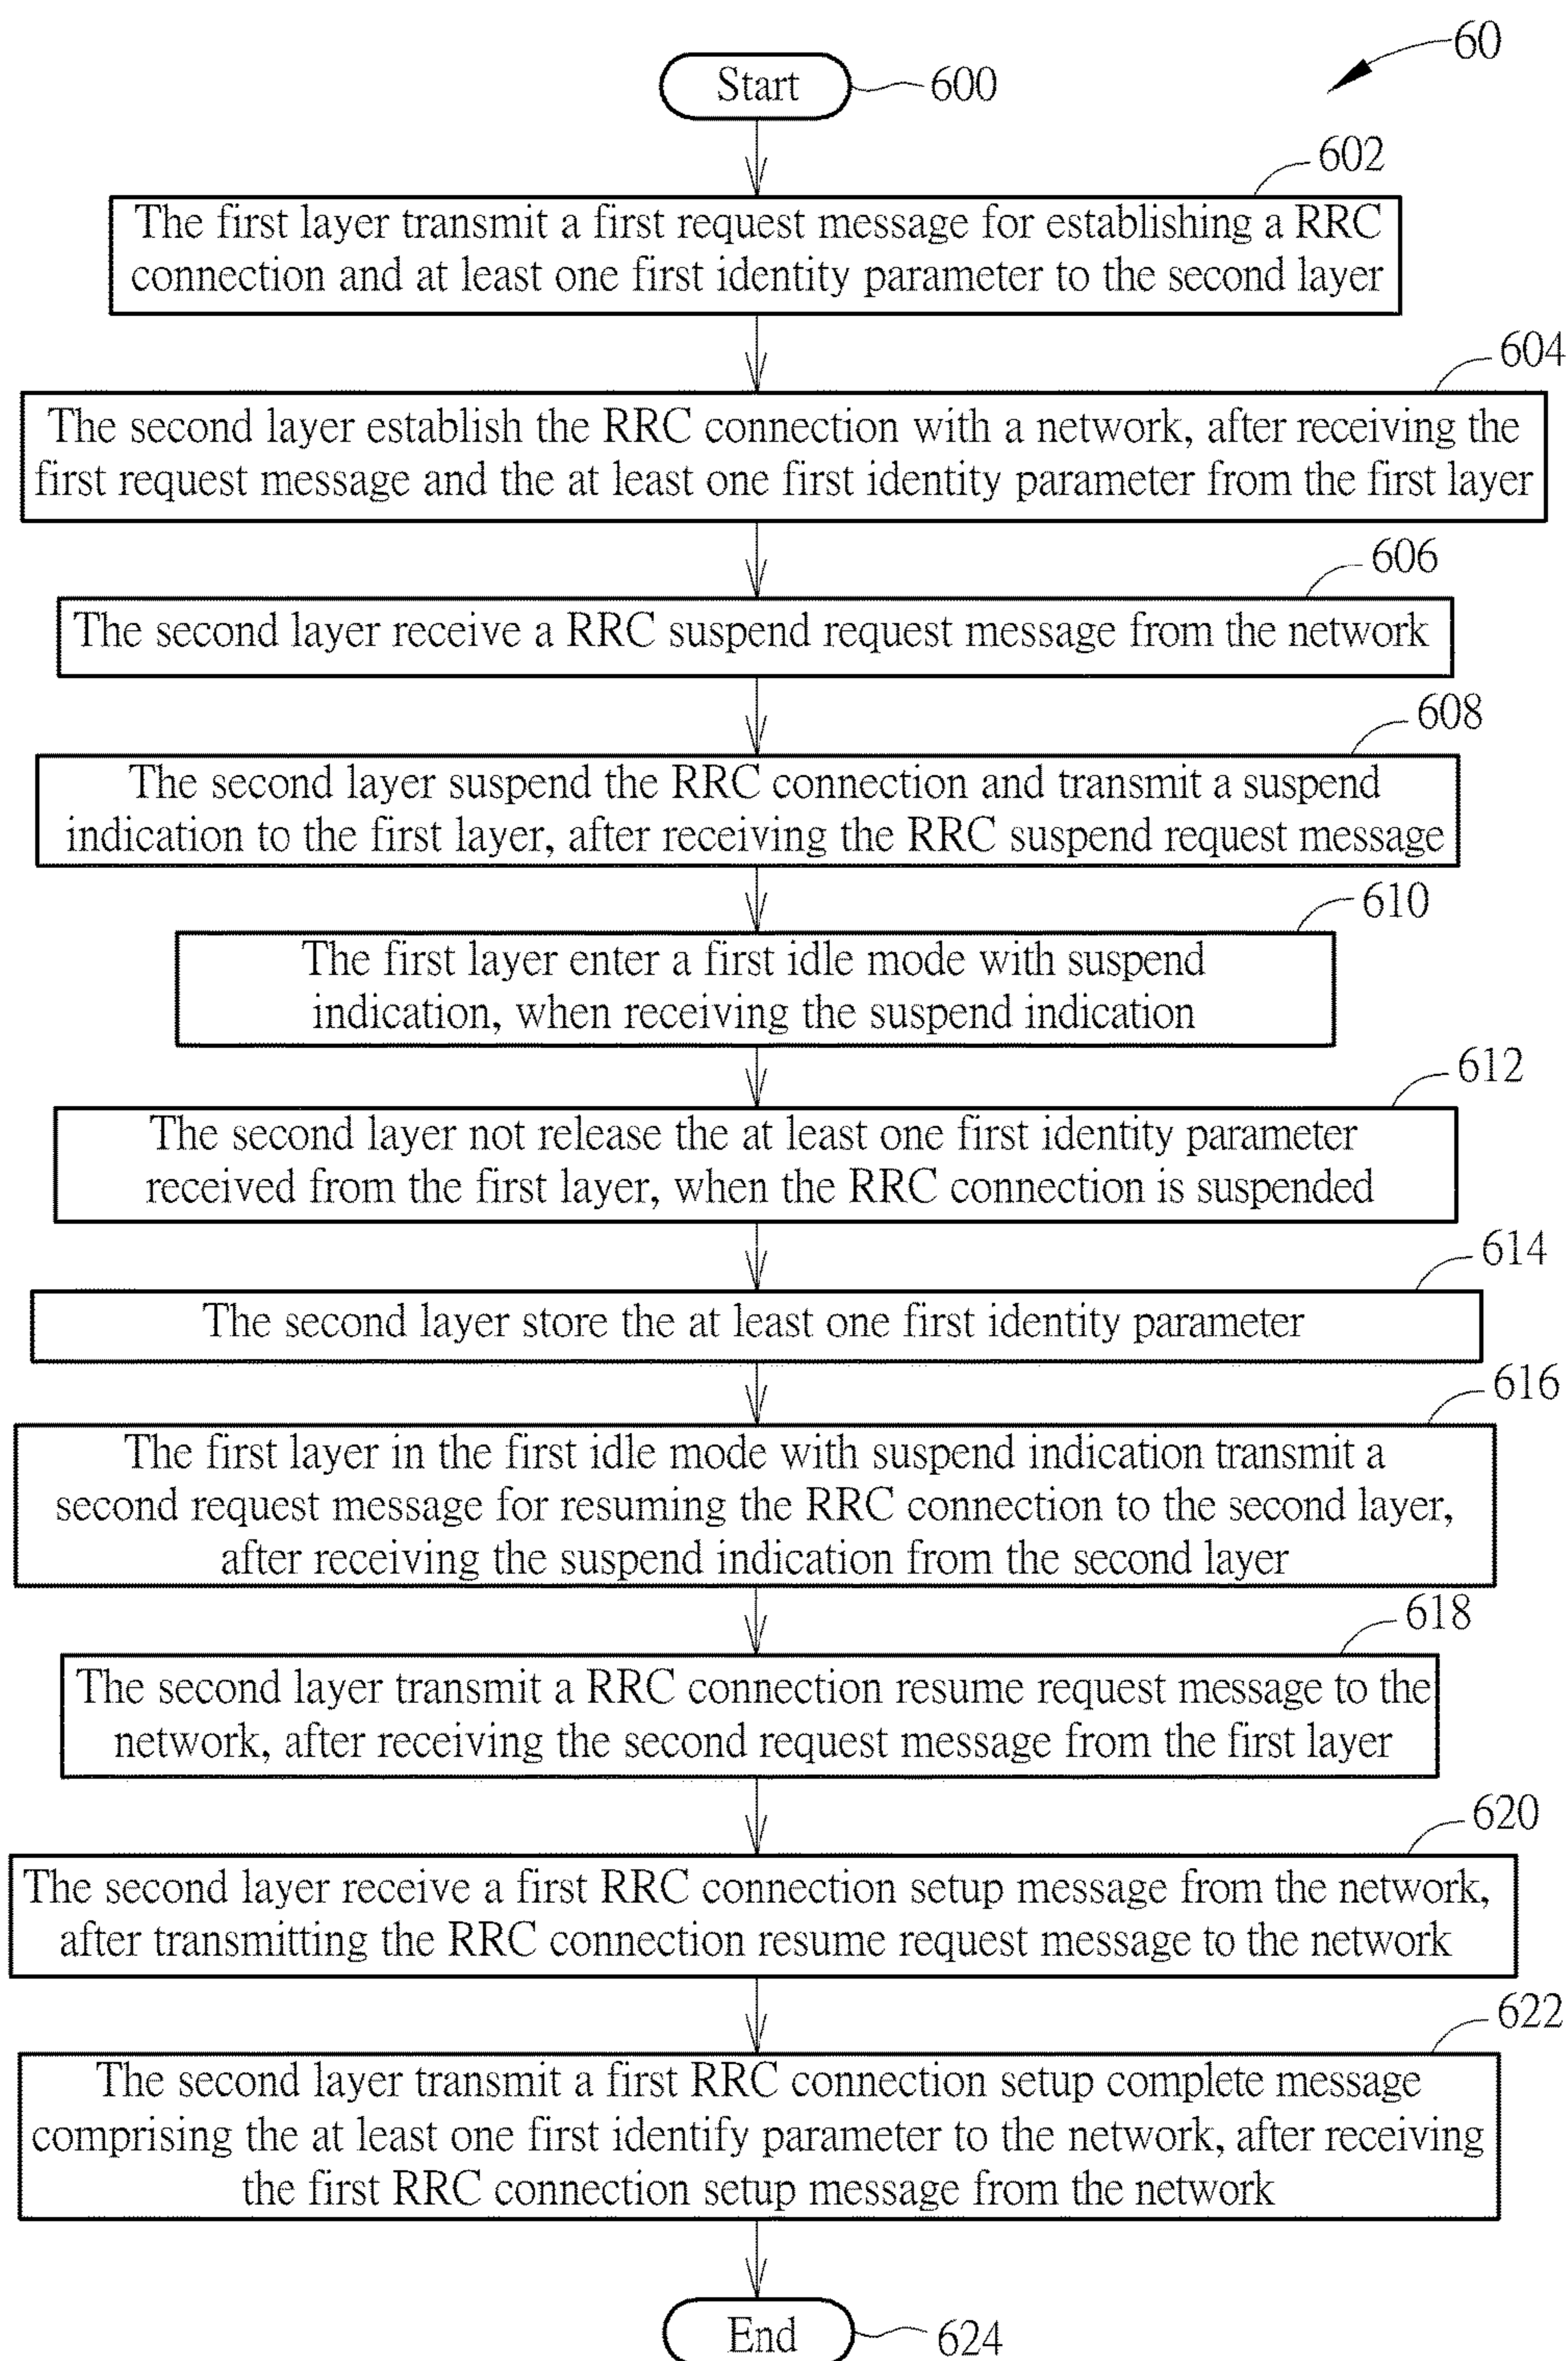 60
Start
600
602
The first layer transmit a first request message for establishing a RRC
connection and at least one first identity parameter to the second layer
604
The second layer establish the RRC connection with a network, after receiving the
first request message and the at least one first identity parameter from the first layer
606
The second layer receive a RRC suspend request message from the network
608
The second layer suspend the RRC connection and transmit a suspend
indication to the first layer, after receiving the RRC suspend request message
610
The first layer enter a first idle mode with suspend
indication, when receiving the suspend indication
612
The second layer not release the at least one first identity parameter
received from the first layer, when the RRC connection is suspended
614
The second layer store the at least one first identity parameter
616
The first layer in the first idle mode with suspend indication transmit a
second request message for resuming the RRC connection to the second layer,
after receiving the suspend indication from the second layer
618
The second layer transmit a RRC connection resume request message to the
network, after receiving the second request message from the first layer
620
The second layer receive a first RRC connection setup message from the network,
after transmitting the RRC connection resume request message to the network
622
The second layer transmit a first RRC connection setup complete message
comprising the at least one first identify parameter to the network, after receiving
the first RRC connection setup message from the network
End
624